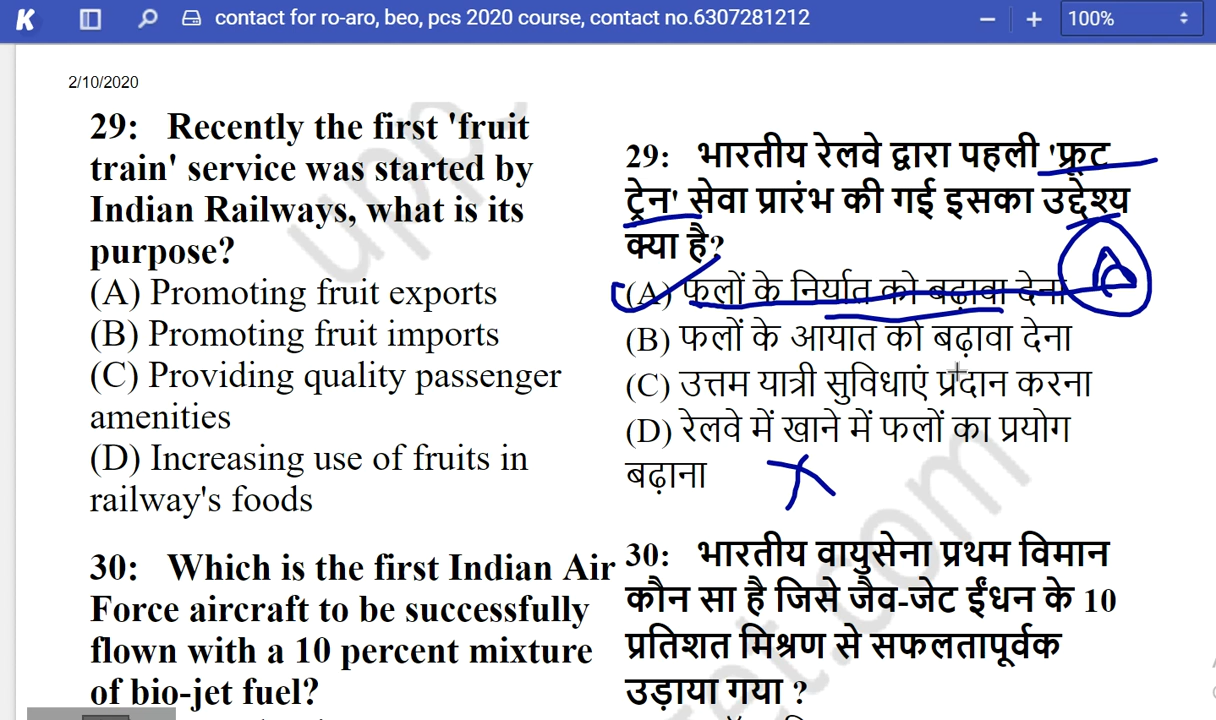 contact for ro-aro, beo, pcs 2020 course, contact no.6307281212
100%
2/10/2020
29: Recently the first 'fruit
train' service was started by
Indian Railways, what is its
purpose?
(A) Promoting fruit exports
(B) Promoting fruit imports
(C) Providing quality passenger
amenities
(D) Increasing use of fruits in
railway's foods
30: Which is the first Indian Air
Force aircraft to be successfully
flown with a 10 percent mixture
of bio-jet fuel?
29: भारतीय रेलवे द्वारा पहली 'फ्रूट
ट्रेन' सेवा प्रारंभ की गई इसका उद्देश्य
क्या है?
(A) फलों के निर्यात को बढ़ावा देना
(B) फलों के आयात को बढ़ावा देना
(C) उत्तम यात्री सुविधाएं प्रदान करना
(D) रेलवे में खाने में फलों का प्रयोग
बढ़ाना
30: भारतीय वायुसेना प्रथम विमान
कौन सा है जिसे जैव-जेट ईंधन के 10
प्रतिशत मिश्रण से सफलतापूर्वक
उड़ाया गया ?